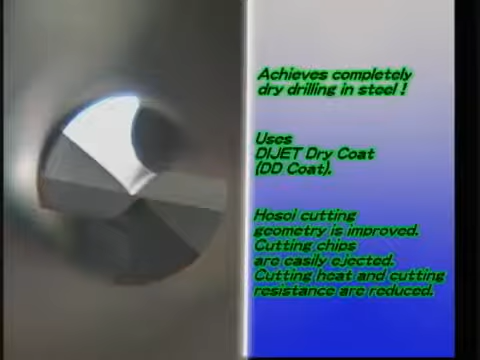 Achieves completely
dry drilling in steel !
Uses
DIJET Dry Coat
(DD Coat).
Hosol cutting
geometry is improved.
Cutting chips
are easily ejected.
Cutting heat and cutting
resistance are reduced.